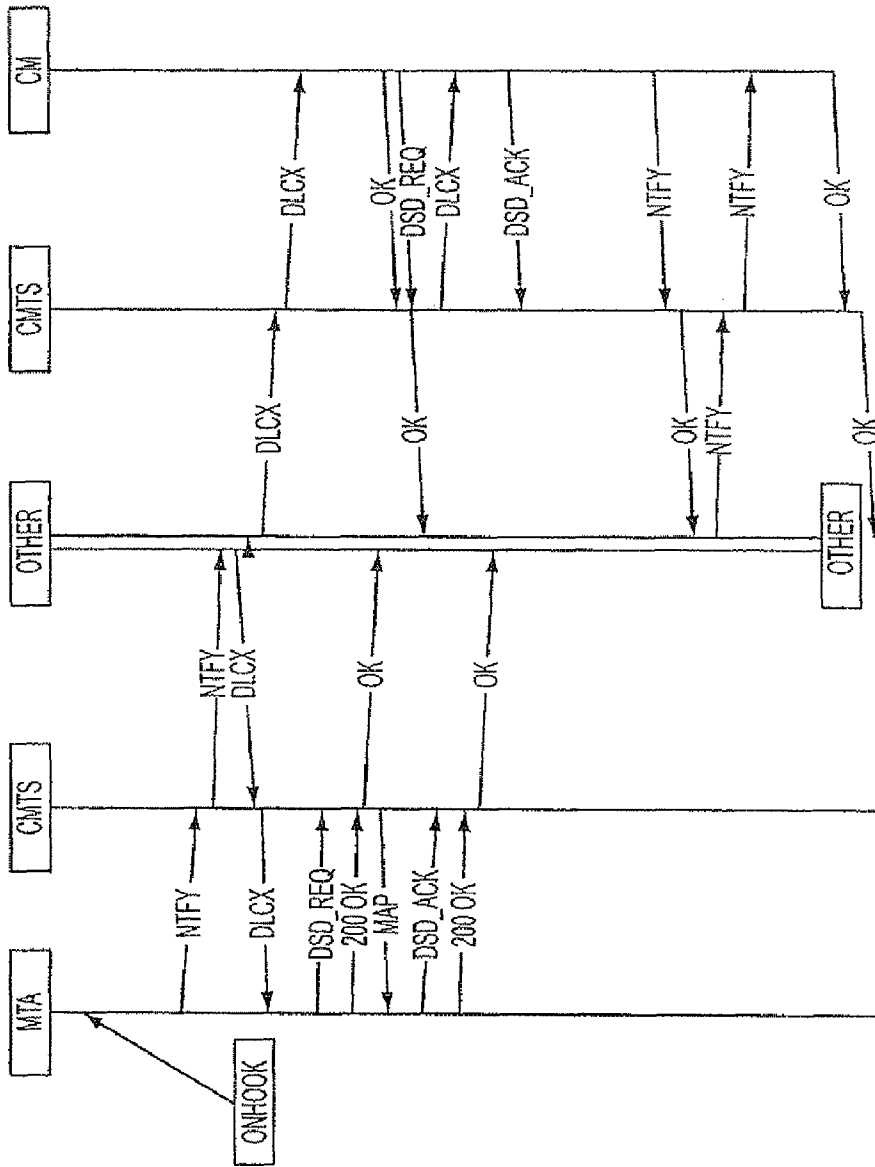 MTA
CMTS
OTHER
CMTS
CM
ONHOOK
NTFY
NTFY
DLCX
DLCX
DLCX
DLCX
DSD_REQ
200 OK
OK
MAP
OK
DSD_REQ
OK
DLCX
DSD_ACK
200 OK
OK
DSD_ACK
NTFY
OK
NTFY
NTFY
OK
OK
OTHER